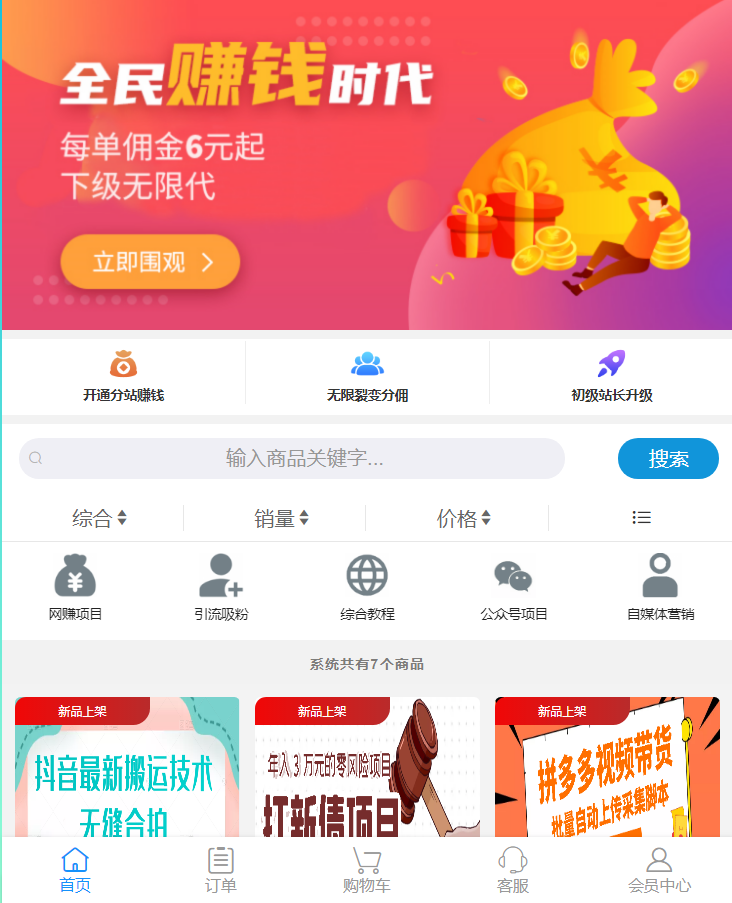 全民赚钱时代
每单佣金6元起
下级无限代
立即围观
开通分站赚钱
无限裂变分佣
初级站长升级
输入商品关键字...
搜索
综合
销量
价格
网赚项目
引流吸粉
综合教程
公众号项目
自媒体营销
系统共有7个商品
新品上架
抖音最新搬运技术
无缝合拍
新品上架
年入3万元的零风险项目
打新债项目
新品上架
拼多多视频带货
批量自动上传采集脚本
首页
订单
购物车
客服
会员中心